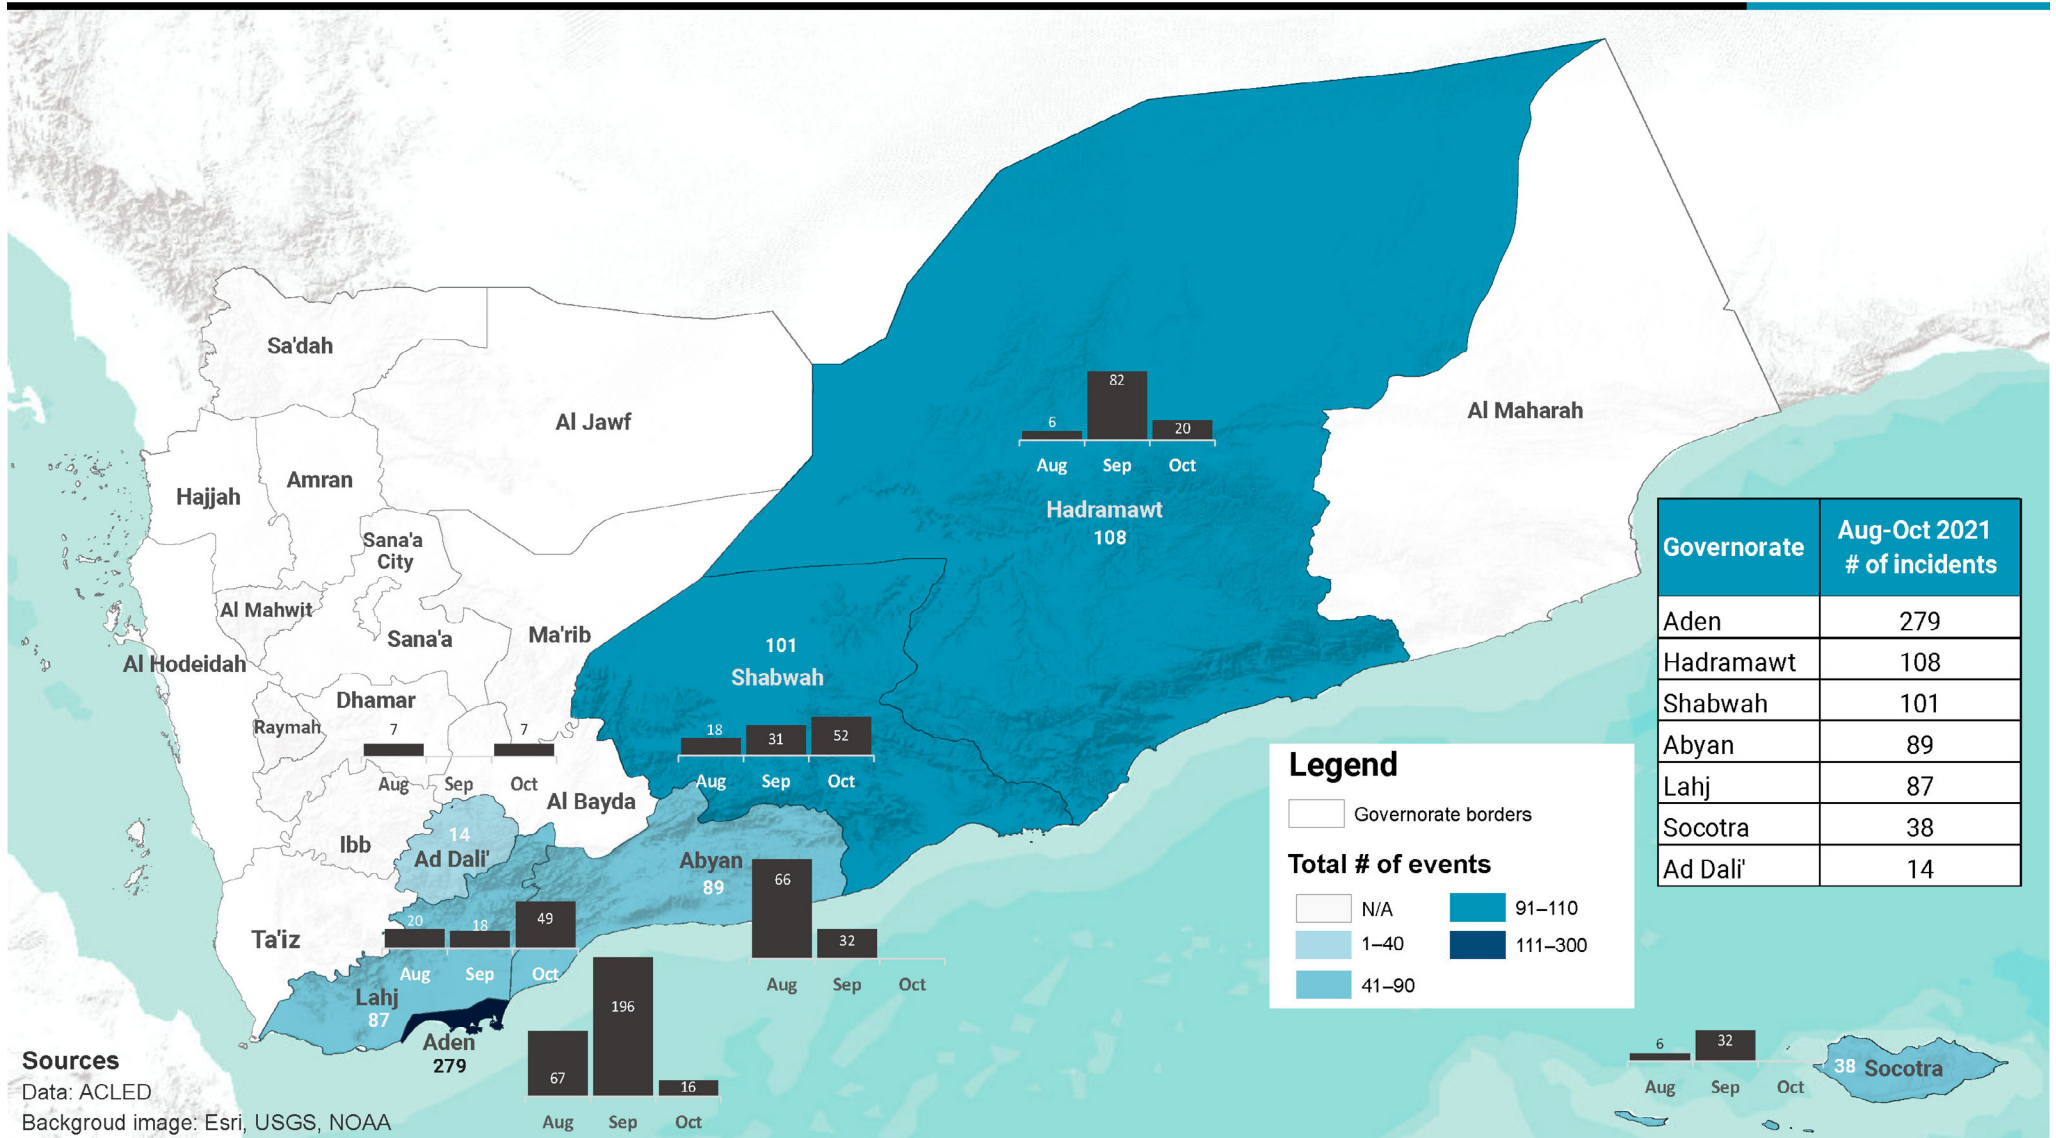 Sa'dah
Al Jawf
Hajjah
Amran
Sana'a
City
Al Mahwit
Sana'a
Ma'rib
Al Hodeidah
Dhamar
Raymah
7
7
Aug
Sep
Oct
Al Bayda
Ibb
14
Ad Dali'
Ta'iz
82
6
20
Aug
Sep
Oct
Hadramawt
108
Al Maharah
101
Shabwah
18
31
52
Aug
Sep
Oct
Abyan
89
66
32
Aug
Sep
Oct
20
18
49
Aug
Sep
Oct
Lahj
87
Aden
279
67
196
16
Aug
Sep
Oct
Governorate
Aug-Oct 2021
# of incidents
Aden 279
Hadramawt 108
Shabwah 101
Abyan 89
Lahj 87
Socotra 38
Ad Dali' 14
Legend
Governorate borders
Total # of events
N/A
1–40
41–90
91–110
111–300
6
32
Aug
Sep
Oct
38 Socotra
Sources
Data: ACLED
Backgroud image: Esri, USGS, NOAA